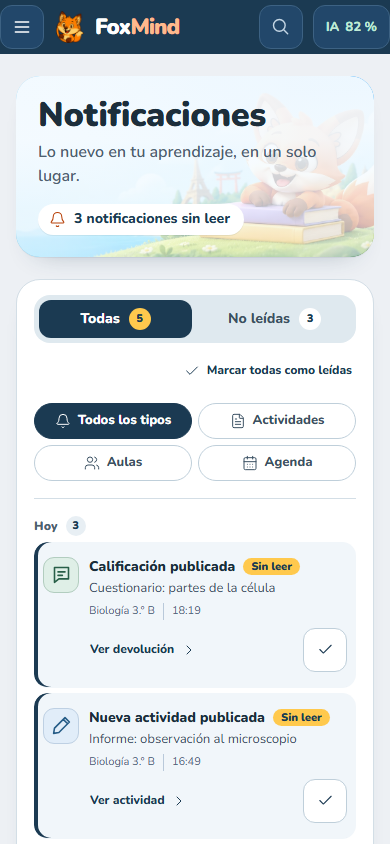 FoxMind
IA 82 %
Notificaciones
Lo nuevo en tu aprendizaje, en un solo
lugar.
3 notificaciones sin leer
Todas 5
No leídas 3
Marcar todas como leídas
Todos los tipos
Actividades
Aulas
Agenda
Hoy 3
Calificación publicada Sin leer
Cuestionario: partes de la célula
Biología 3.º B 18:19
Ver devolución
Nueva actividad publicada Sin leer
Informe: observación al microscopio
Biología 3.º B 16:49
Ver actividad